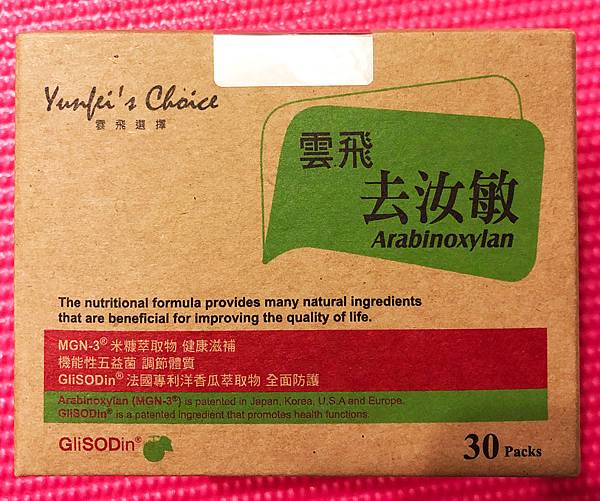 Yunfei's Choice
雲飛選擇
雲飛
去汝敏
Arabinoxylan
The nutritional formula provides many natural ingredients
that are beneficial for improving the quality of life.
MGN-3® 米糠萃取物 健康滋補
機能性五益菌 調節體質
GliSODin® 法國專利洋香瓜萃取物 全面防護
Arabinoxylan (MGN-3®) is patented in Japan, Korea, U.S.A and Europe.
GliSODin® is a patented ingredient that promotes health functions.
GliSODin®
30 Packs